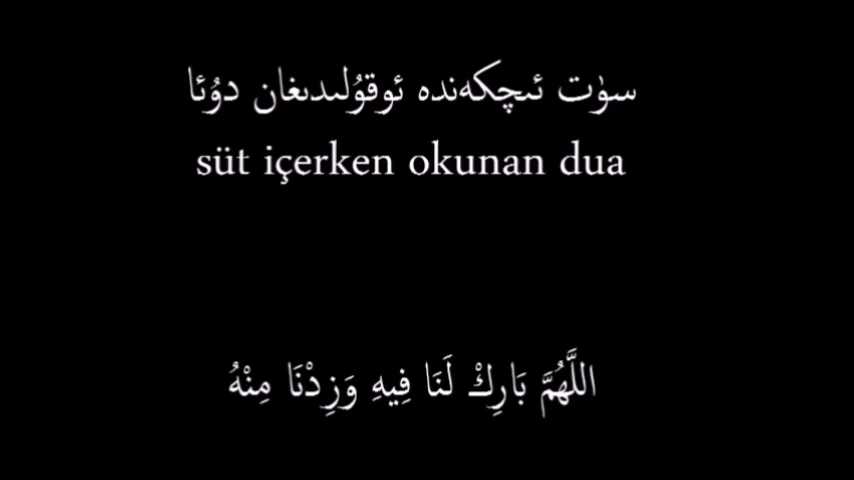 سۈت ئىچكەندە ئوقۇلىدىغان دۇئا
süt içerken okunan dua
اللَّهُمَّ بَارِكْ لَنَا فِيهِ وَزِدْنَا مِنْهُ